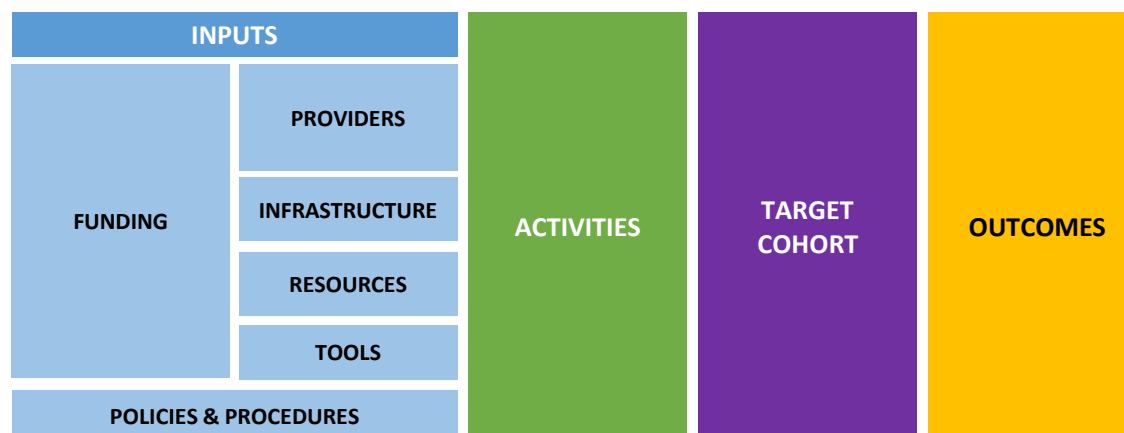 INPUTS
FUNDING
PROVIDERS
INFRASTRUCTURE
RESOURCES
TOOLS
POLICIES & PROCEDURES
ACTIVITIES
TARGET
COHORT
OUTCOMES